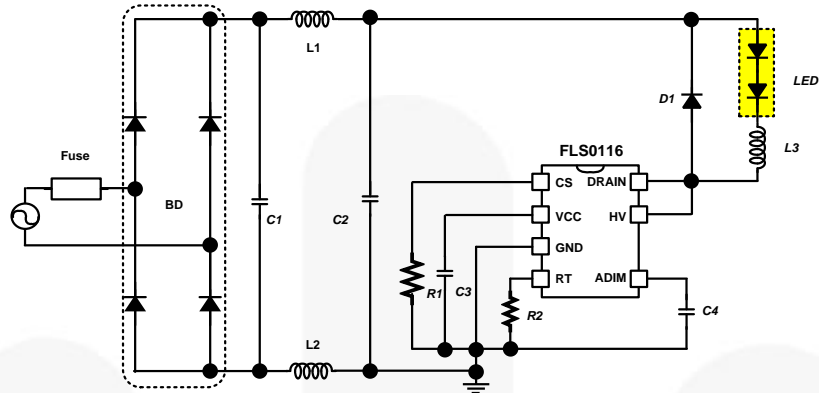 L1
LED
D1
FLS0116
L3
Fuse
CS
DRAIN
BD
C1
C2
VCC
HV
GND
R1
C3
RT
ADIM
R2
C4
L2